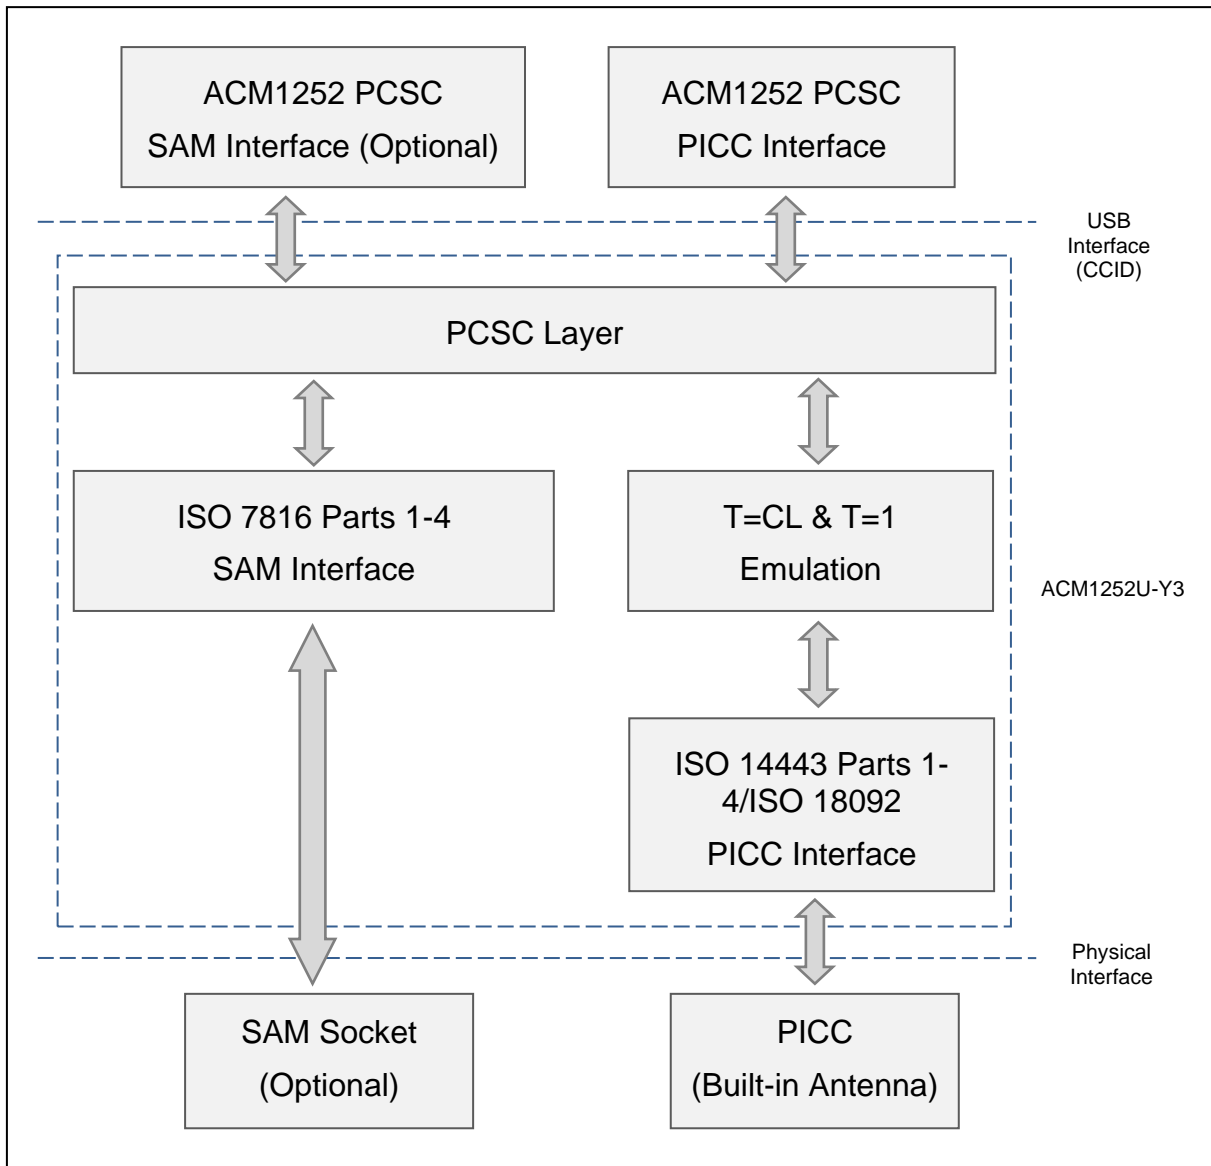 ACM1252 PCSC
SAM Interface (Optional)
ACM1252 PCSC
PICC Interface
USB
Interface
(CCID)
PCSC Layer
ISO 7816 Parts 1-4
SAM Interface
T=CL & T=1
Emulation
ACM1252U-Y3
ISO 14443 Parts 1-
4/ISO 18092
PICC Interface
Physical
Interface
SAM Socket
(Optional)
PICC
(Built-in Antenna)